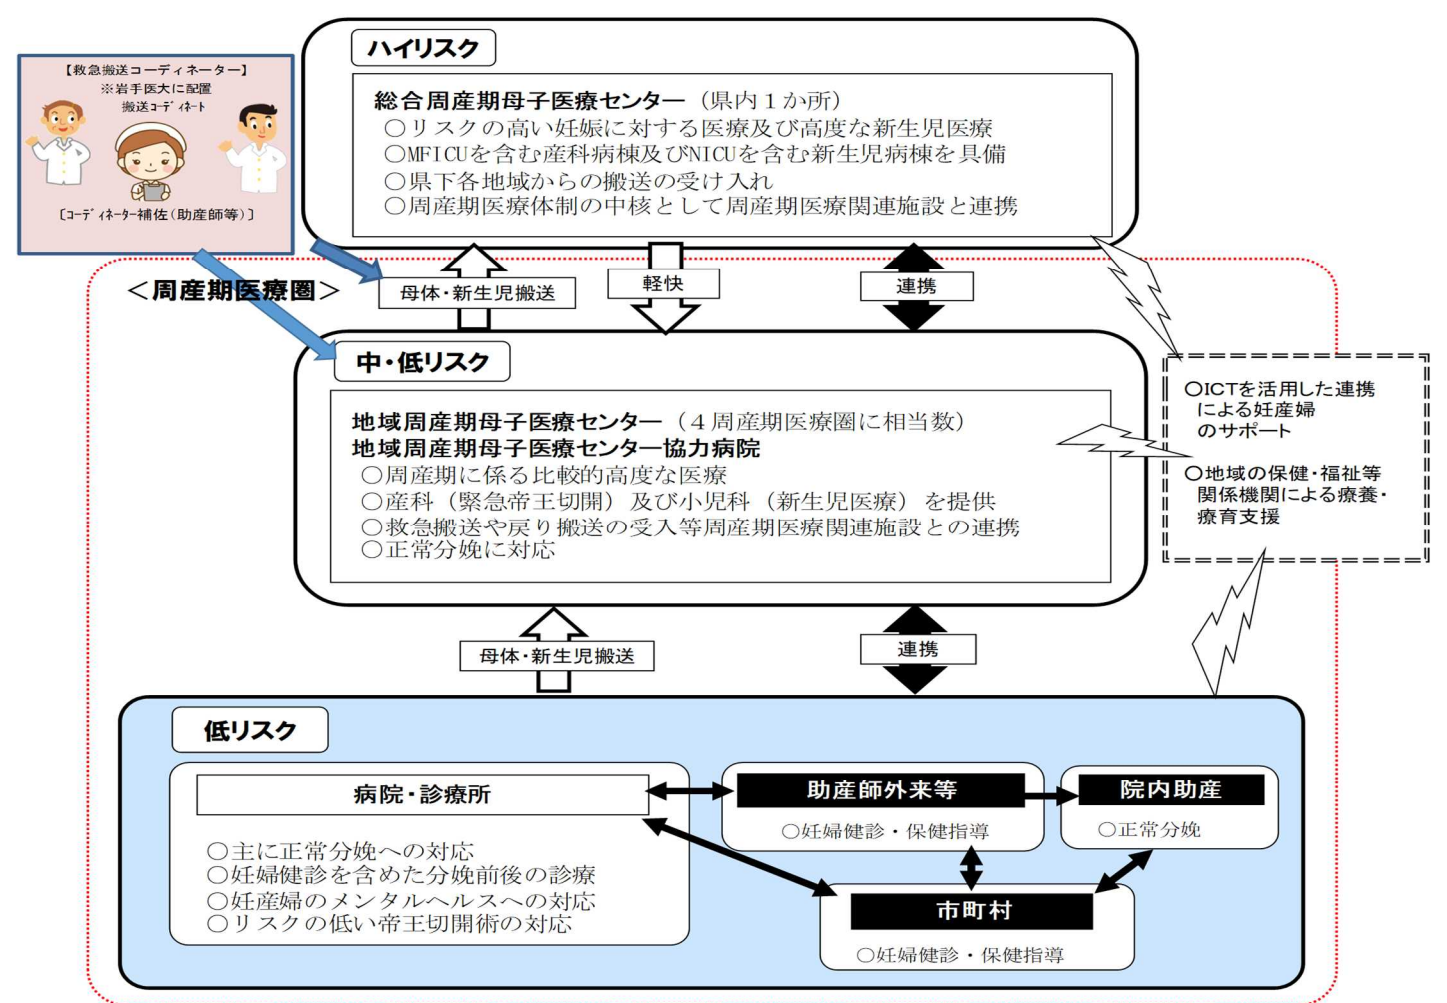 【救急搬送コーディネーター】
※岩手医大に配置
搬送ｺｰﾃﾞｨﾈｰﾄ
〔ｺｰﾃﾞｨﾈｰﾀｰ補佐(助産師等)〕
ハイリスク
総合周産期母子医療センター（県内１か所）
○リスクの高い妊娠に対する医療及び高度な新生児医療
○MFICUを含む産科病棟及びNICUを含む新生児病棟を具備
○県下各地域からの搬送の受け入れ
○周産期医療体制の中核として周産期医療関連施設と連携
＜周産期医療圏＞
母体・新生児搬送
軽快
連携
中・低リスク
地域周産期母子医療センター（４周産期医療圏に相当数）
地域周産期母子医療センター協力病院
○周産期に係る比較的高度な医療
○産科（緊急帝王切開）及び小児科（新生児医療）を提供
○救急搬送や戻り搬送の受入等周産期医療関連施設との連携
○正常分娩に対応
○ICTを活用した連携
による妊産婦
のサポート
○地域の保健・福祉等
関係機関による療養・
療育支援
母体・新生児搬送
連携
低リスク
病院・診療所
○主に正常分娩への対応
○妊婦健診を含めた分娩前後の診療
○妊産婦のメンタルヘルスへの対応
○リスクの低い帝王切開術の対応
助産師外来等
○妊婦健診・保健指導
院内助産
○正常分娩
市町村
○妊婦健診・保健指導